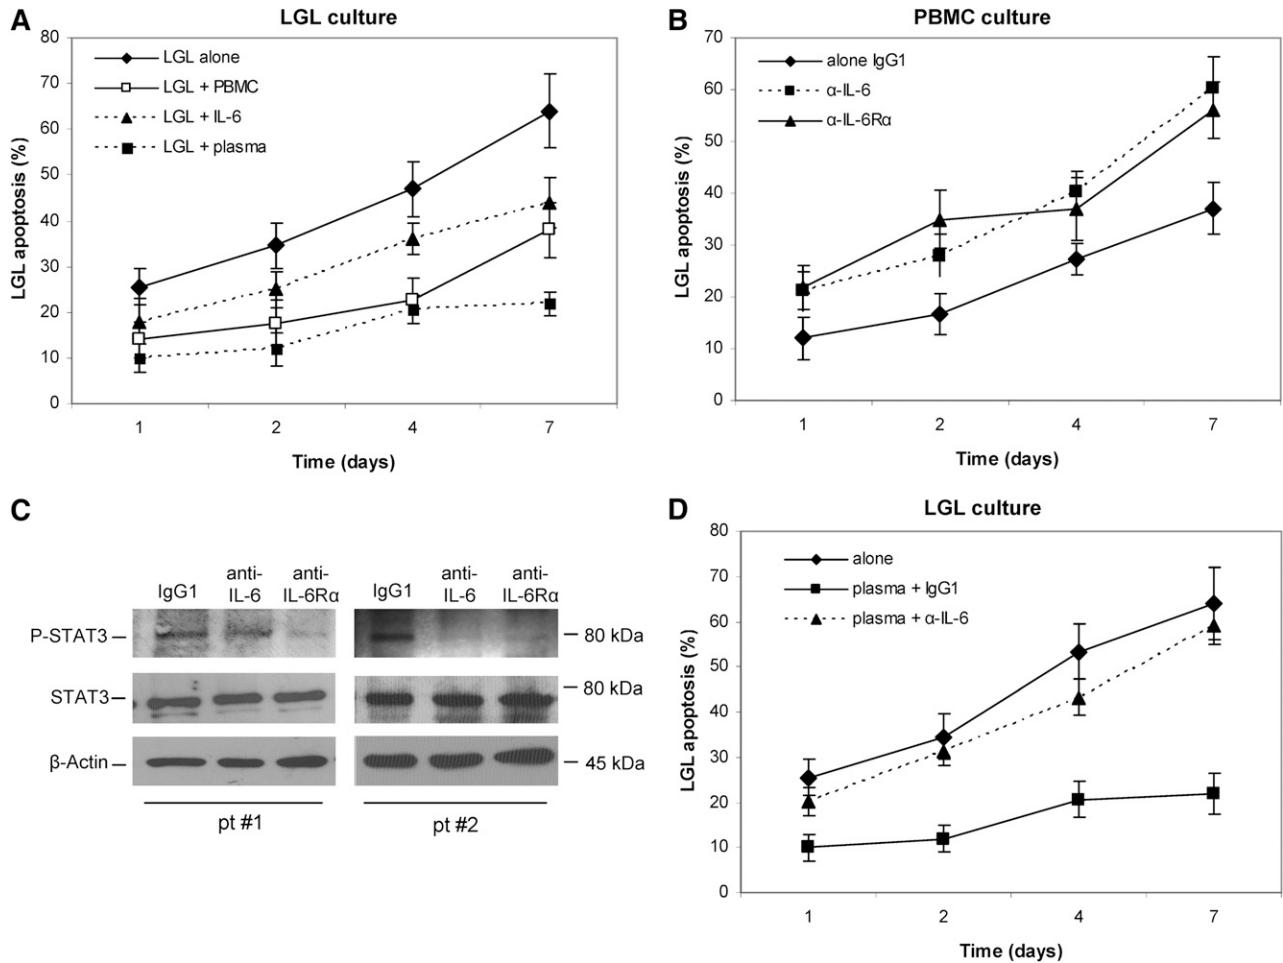 A
LGL culture
LGL alone
LGL + PBMC
LGL + IL-6
LGL + plasma
80
70
60
50
40
30
20
10
0
LGL apoptosis (%)
1 2 4 7
Time (days)
B
PBMC culture
alone IgG1
α-IL-6
α-IL-6Rα
70
60
50
40
30
20
10
0
LGL apoptosis (%)
1 2 4 7
Time (days)
C
IgG1 anti-IL-6 anti-IL-6Rα IgG1 anti-IL-6 anti-IL-6Rα
P-STAT3 80 kDa
STAT3 80 kDa
β-Actin 45 kDa
pt #1 pt #2
D
LGL culture
alone
plasma + IgG1
plasma + α-IL-6
80
70
60
50
40
30
20
10
0
LGL apoptosis (%)
1 2 4 7
Time (days)